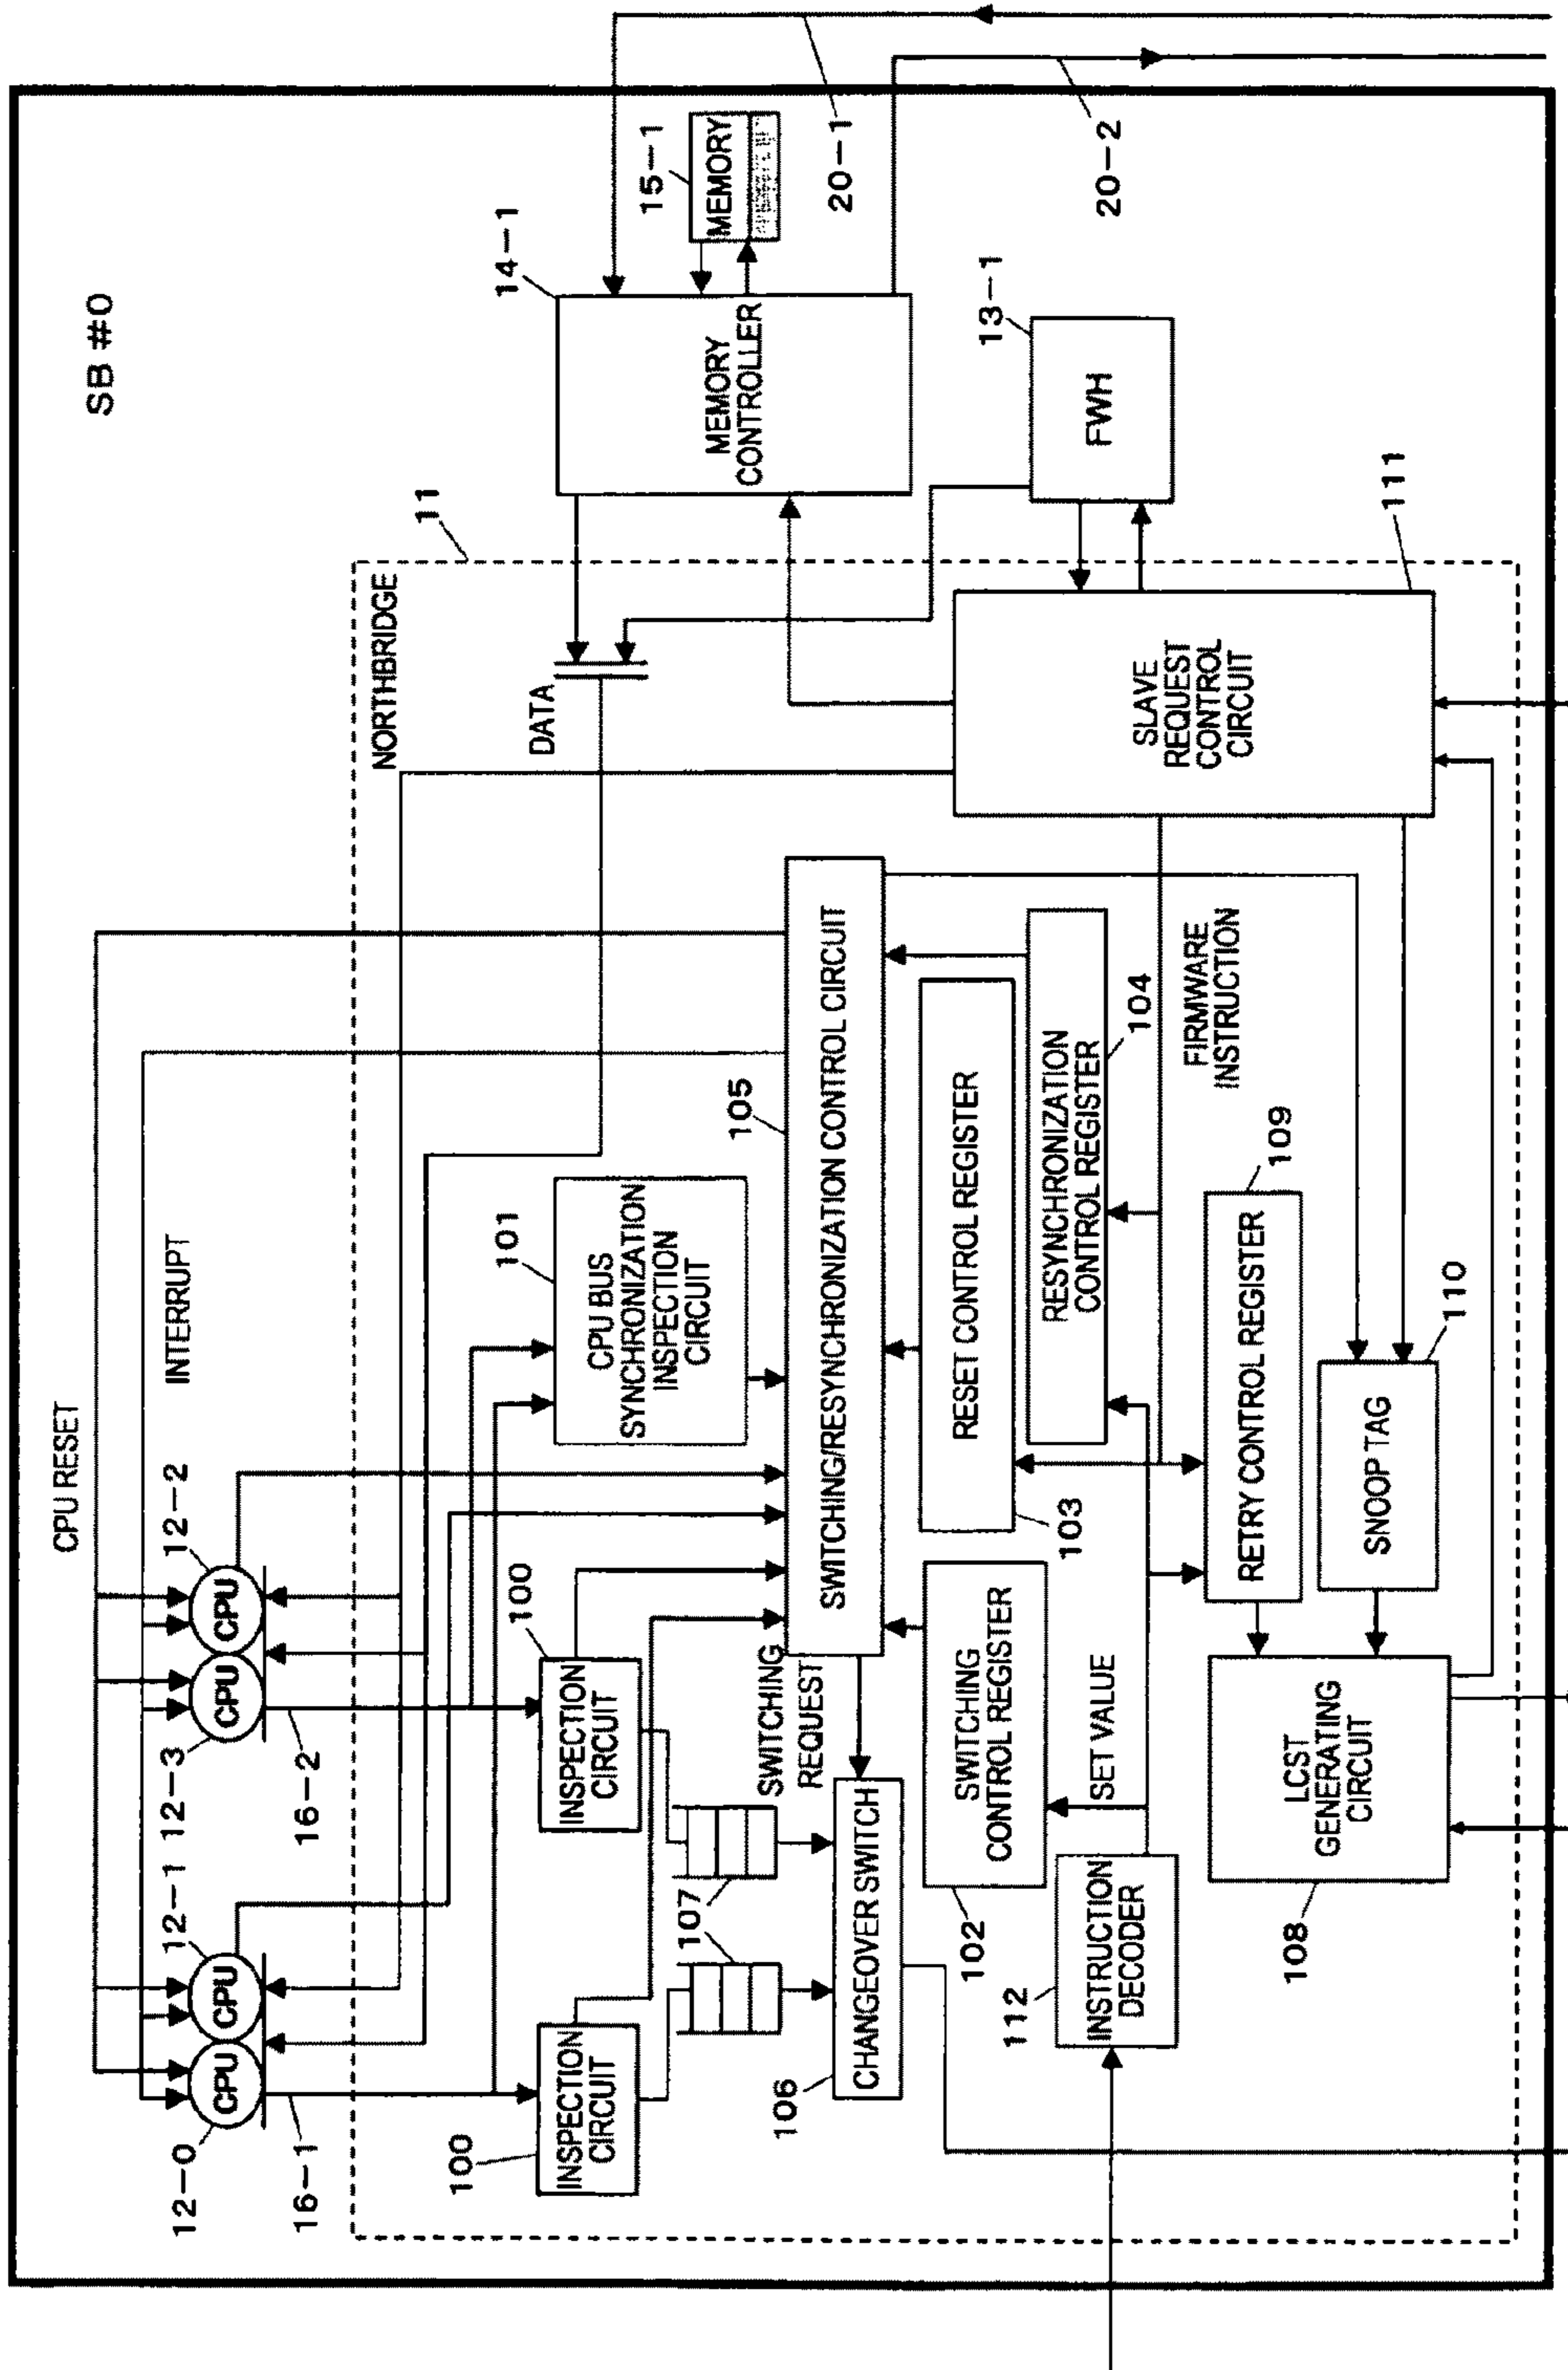 SB #0
CPU RESET
INTERRUPT
12-0
CPU
CPU
12-1
12-3
CPU
CPU
12-2
16-1
16-2
NORTHBRIDGE
11
100
INSPECTION
CIRCUIT
100
INSPECTION
CIRCUIT
101
CPU BUS
SYNCHRONIZATION
INSPECTION
CIRCUIT
DATA
14-1
MEMORY
CONTROLLER
15-1
MEMORY
20-1
20-2
107
SWITCHING
REQUEST
105
SWITCHING/RESYNCHRONIZATION CONTROL CIRCUIT
106
CHANGEOVER SWITCH
102
SWITCHING
CONTROL REGISTER
103
RESET CONTROL REGISTER
RESYNCHRONIZATION
CONTROL REGISTER
104
13-1
FWH
SLAVE
REQUEST
CONTROL
CIRCUIT
111
SET VALUE
FIRMWARE
INSTRUCTION
112
INSTRUCTION
DECODER
108
LCST
GENERATING
CIRCUIT
RETRY CONTROL REGISTER
109
SNOOP TAG
110